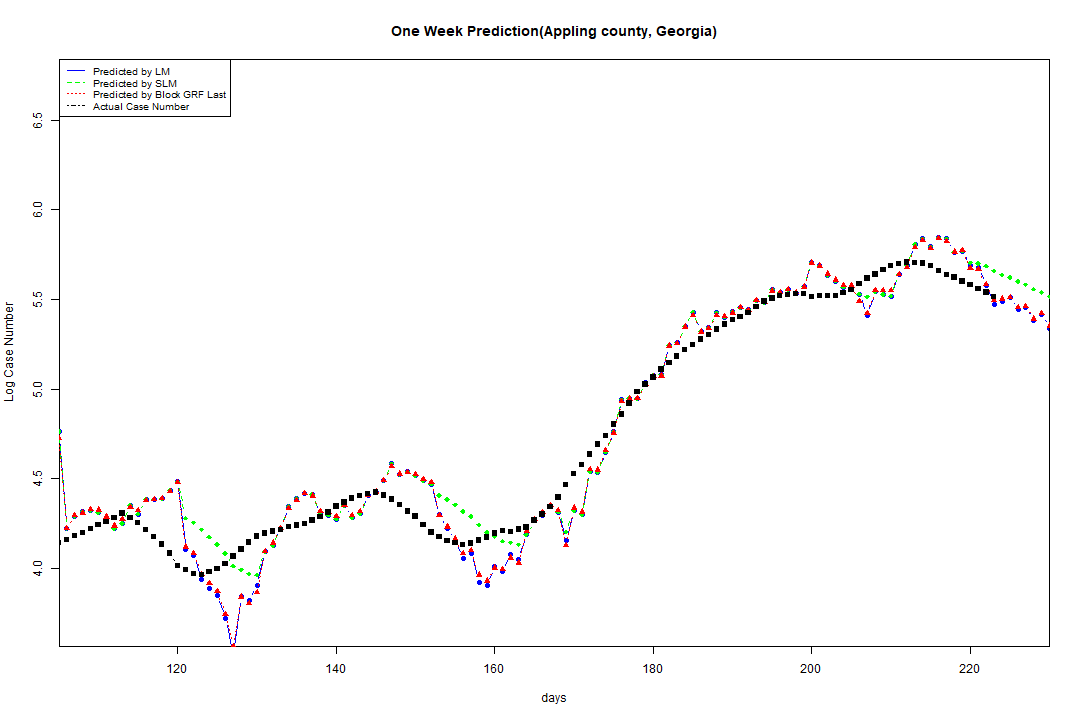 One Week Prediction(Appling county, Georgia)
Predicted by LM
Predicted by SLM
Predicted by Block GRF Last
Actual Case Number
6.5
6.0
5.5
5.0
4.5
4.0
Log Case Number
120 140 160 180 200 220
days